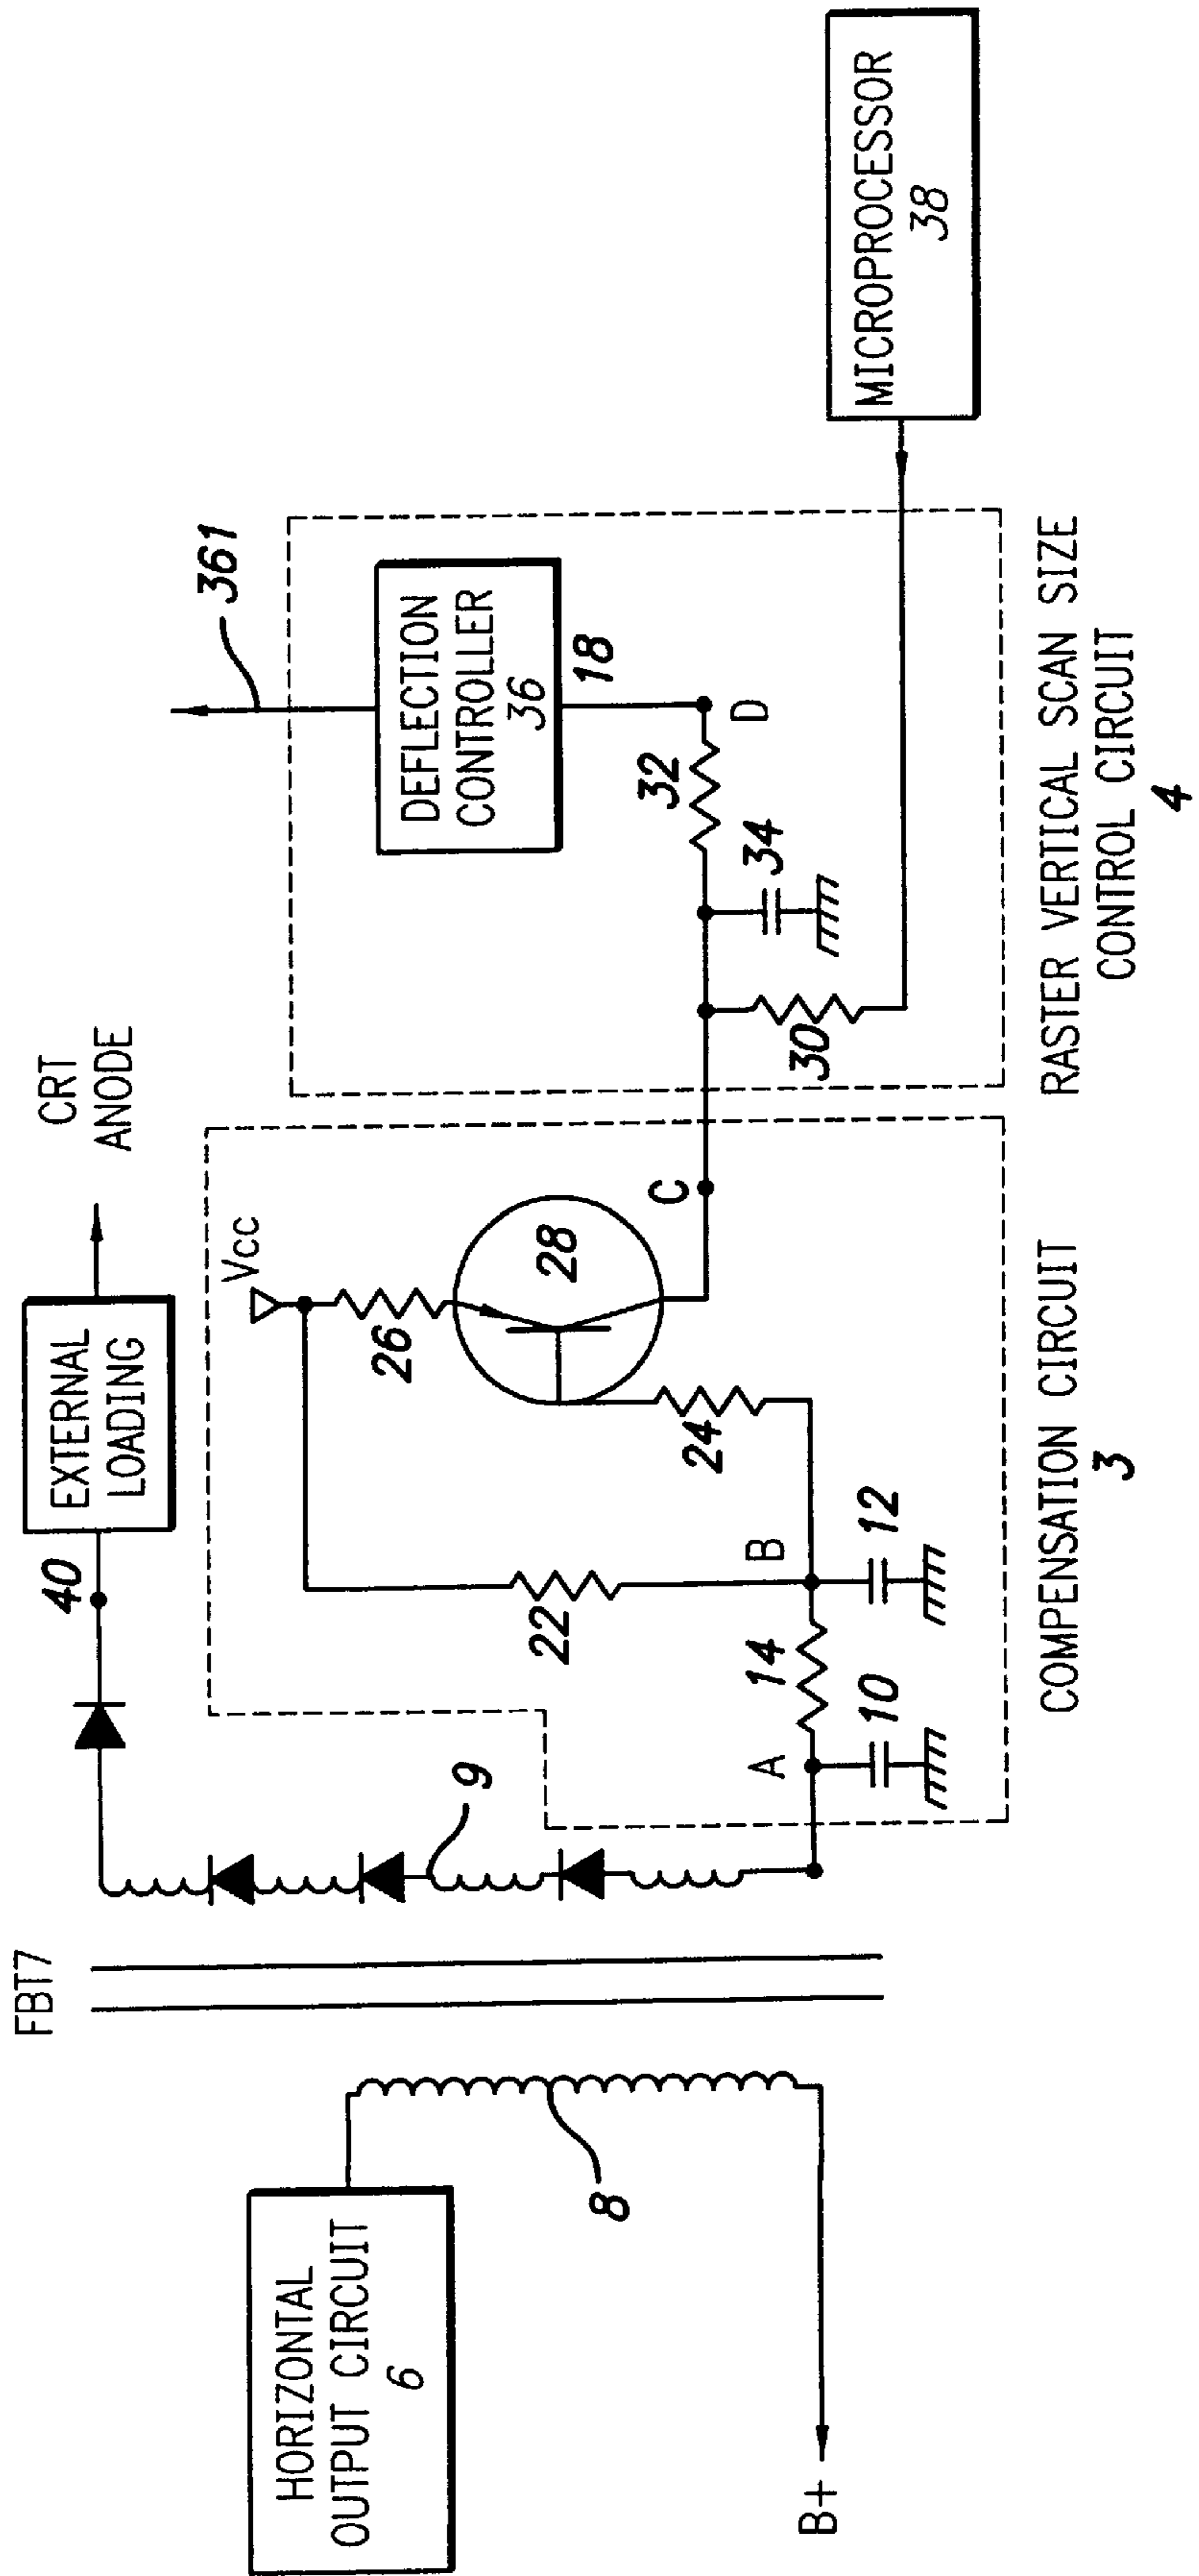 FBT7
HORIZONTAL
OUTPUT CIRCUIT
6
8
B+
9
40
EXTERNAL
LOADING
CRT
ANODE
A
10
14
B
12
22
24
26
Vcc
28
C
COMPENSATION CIRCUIT
3
30
34
32
D
18
DEFLECTION
CONTROLLER
36
361
RASTER VERTICAL SCAN SIZE
CONTROL CIRCUIT
4
MICROPROCESSOR
38